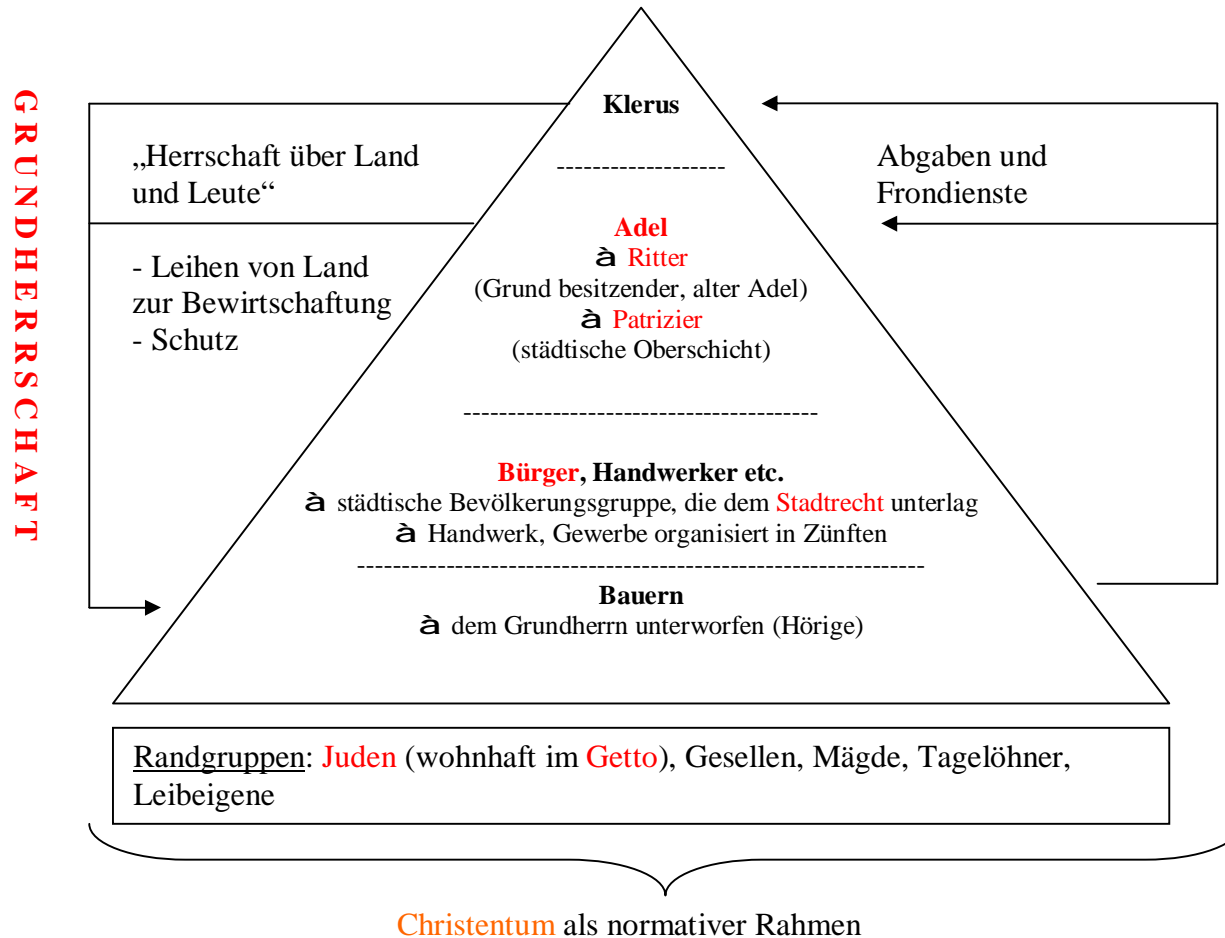 GRUNDHERRSCHAFT
Klerus
„Herrschaft über Land
und Leute“
- Leihen von Land
zur Bewirtschaftung
- Schutz
Abgaben und
Frondienste
-------------------
Adel
à Ritter
(Grund besitzender, alter Adel)
à Patrizier
(städtische Oberschicht)
----------------------------------------
Bürger, Handwerker etc.
à städtische Bevölkerungsgruppe, die dem Stadtrecht unterlag
à Handwerk, Gewerbe organisiert in Zünften
----------------------------------------------------------------
Bauern
à dem Grundherrn unterworfen (Hörige)
Randgruppen: Juden (wohnhaft im Getto), Gesellen, Mägde, Tagelöhner,
Leibeigene
Christentum als normativer Rahmen